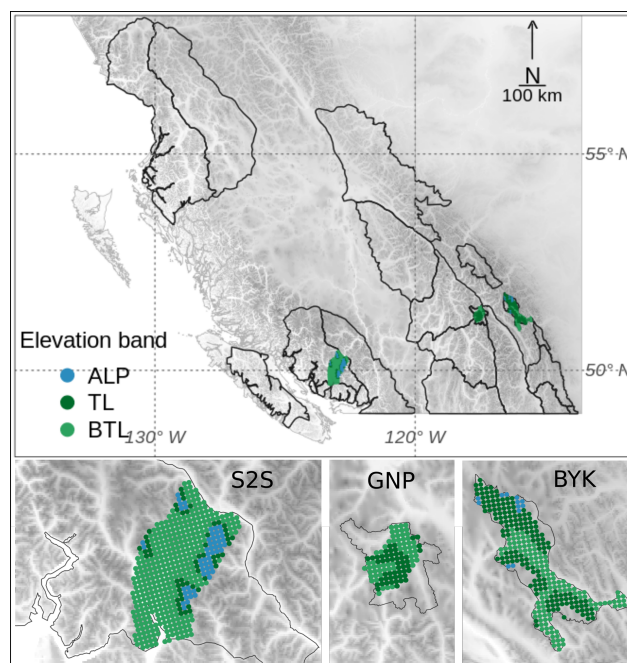 N
100 km
55° N
Elevation band
ALP
TL
BTL
50° N
130° W
120° W
S2S
GNP
BYK